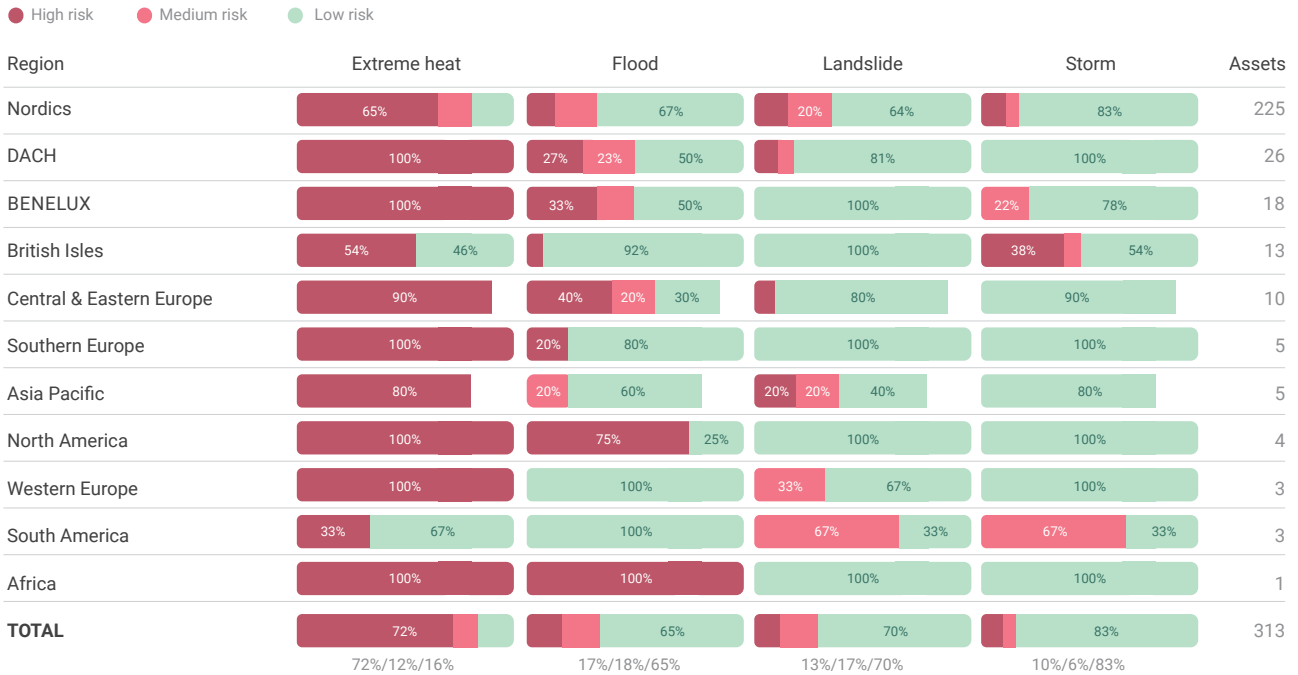 High risk Medium risk Low risk
Region Extreme heat Flood Landslide Storm Assets
Nordics 65% 67% 20% 64% 83% 225
DACH 100% 27% 23% 50% 81% 100% 26
BENELUX 100% 33% 50% 100% 22% 78% 18
British Isles 54% 46% 92% 100% 38% 54% 13
Central & Eastern Europe 90% 40% 20% 30% 80% 90% 10
Southern Europe 100% 20% 80% 100% 100% 5
Asia Pacific 80% 20% 60% 20% 20% 40% 80% 5
North America 100% 75% 25% 100% 100% 4
Western Europe 100% 100% 33% 67% 100% 3
South America 33% 67% 100% 67% 33% 67% 33% 3
Africa 100% 100% 100% 100% 1
TOTAL 72% 65% 70% 83% 313
72%/12%/16% 17%/18%/65% 13%/17%/70% 10%/6%/83%